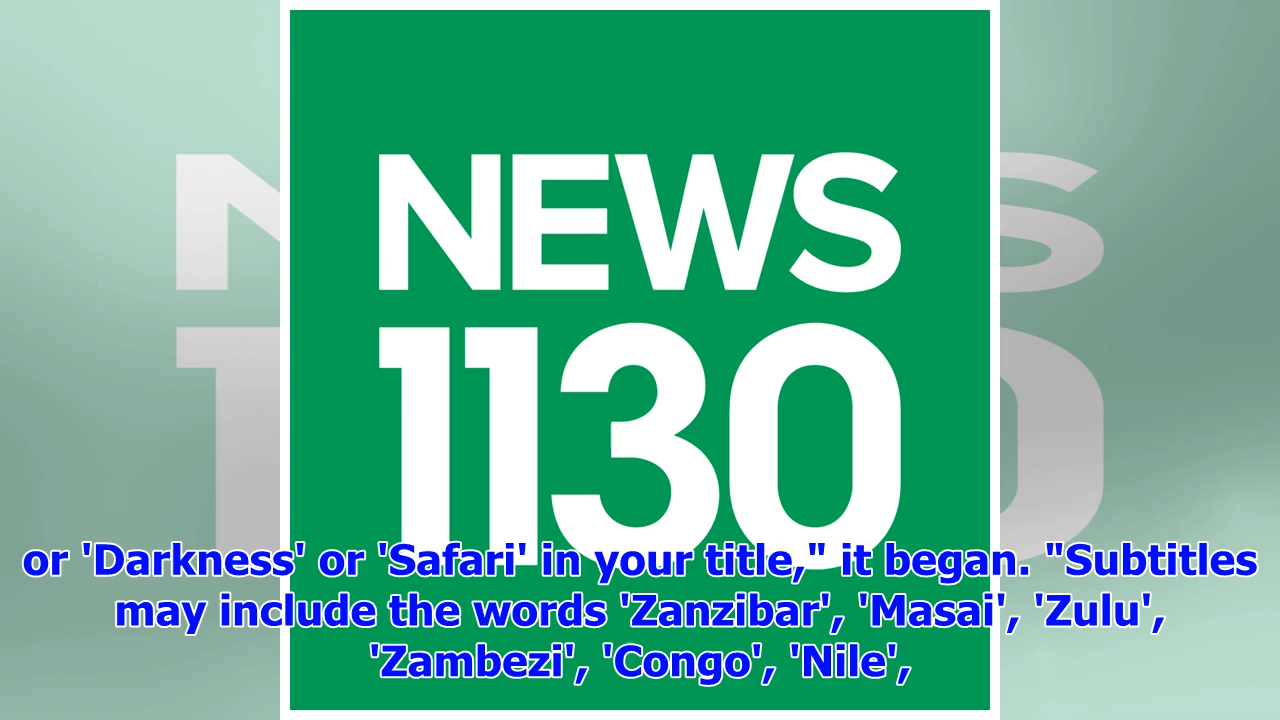 NEWS
1130
or 'Darkness' or 'Safari' in your title," it began. "Subtitles
may include the words 'Zanzibar', 'Masai', 'Zulu',
'Zambezi', 'Congo', 'Nile',